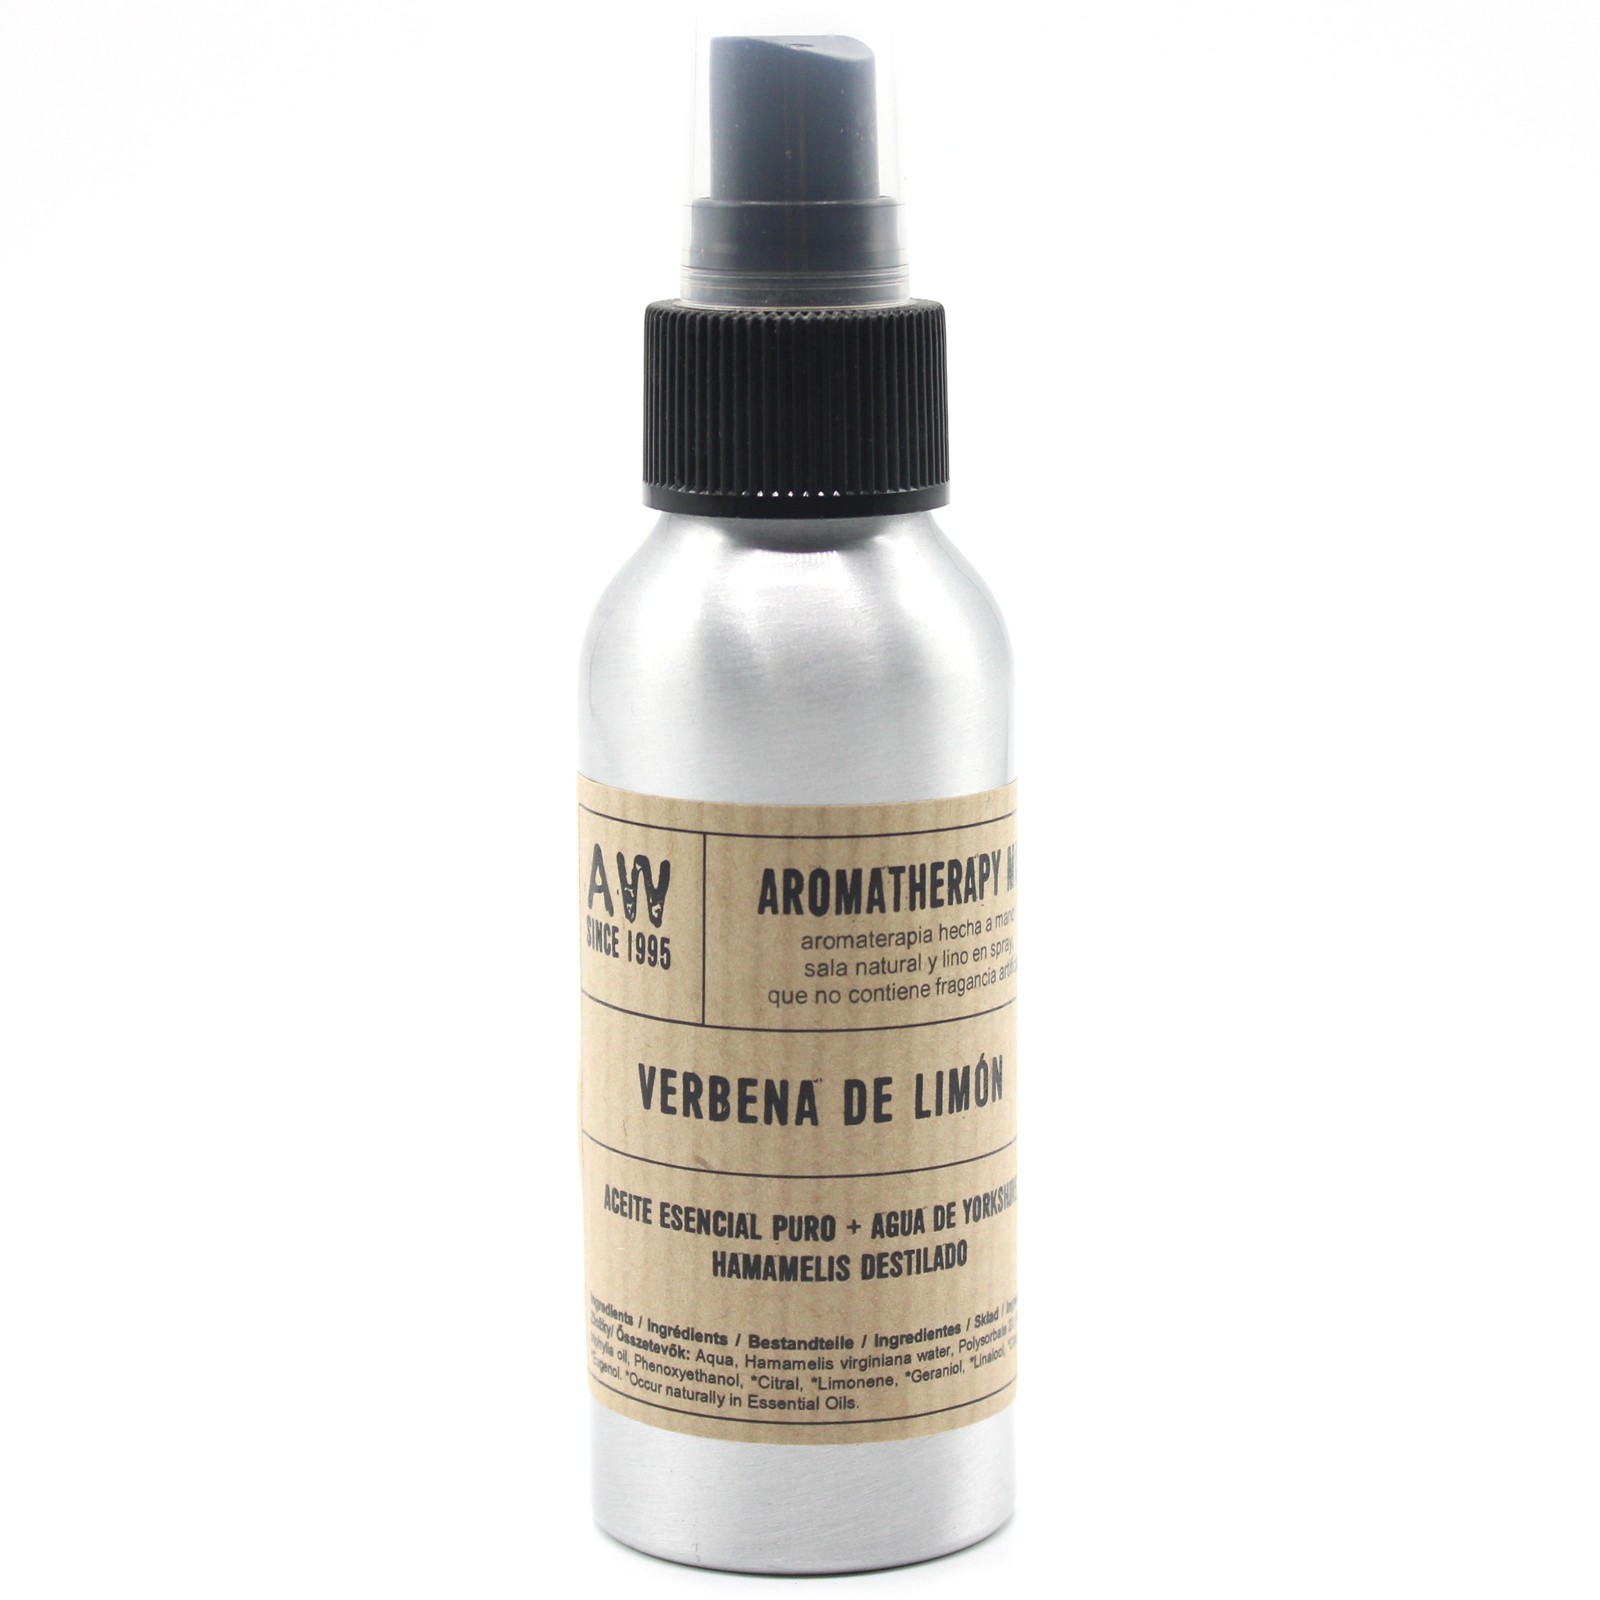 AW
SINCE 1995
AROMATHERAPY
aromaterapia hecha a mano
sala natural y lino en spray,
que no contiene fragancia
VERBENA DE LIMÓN
ACEITE ESENCIAL PURO + AGUA DE
HAMAMELIS DESTILADO
Ingredients / Ingrédients / Bestandteile / Ingredientes / Skład /
Összetevők: Aqua, Hamamelis virginiana water, Polysorbate
oil, Phenoxyethanol, *Citral, *Limonene, *Geraniol, *Linalool,
*Eugenol. *Occur naturally in Essential Oils.